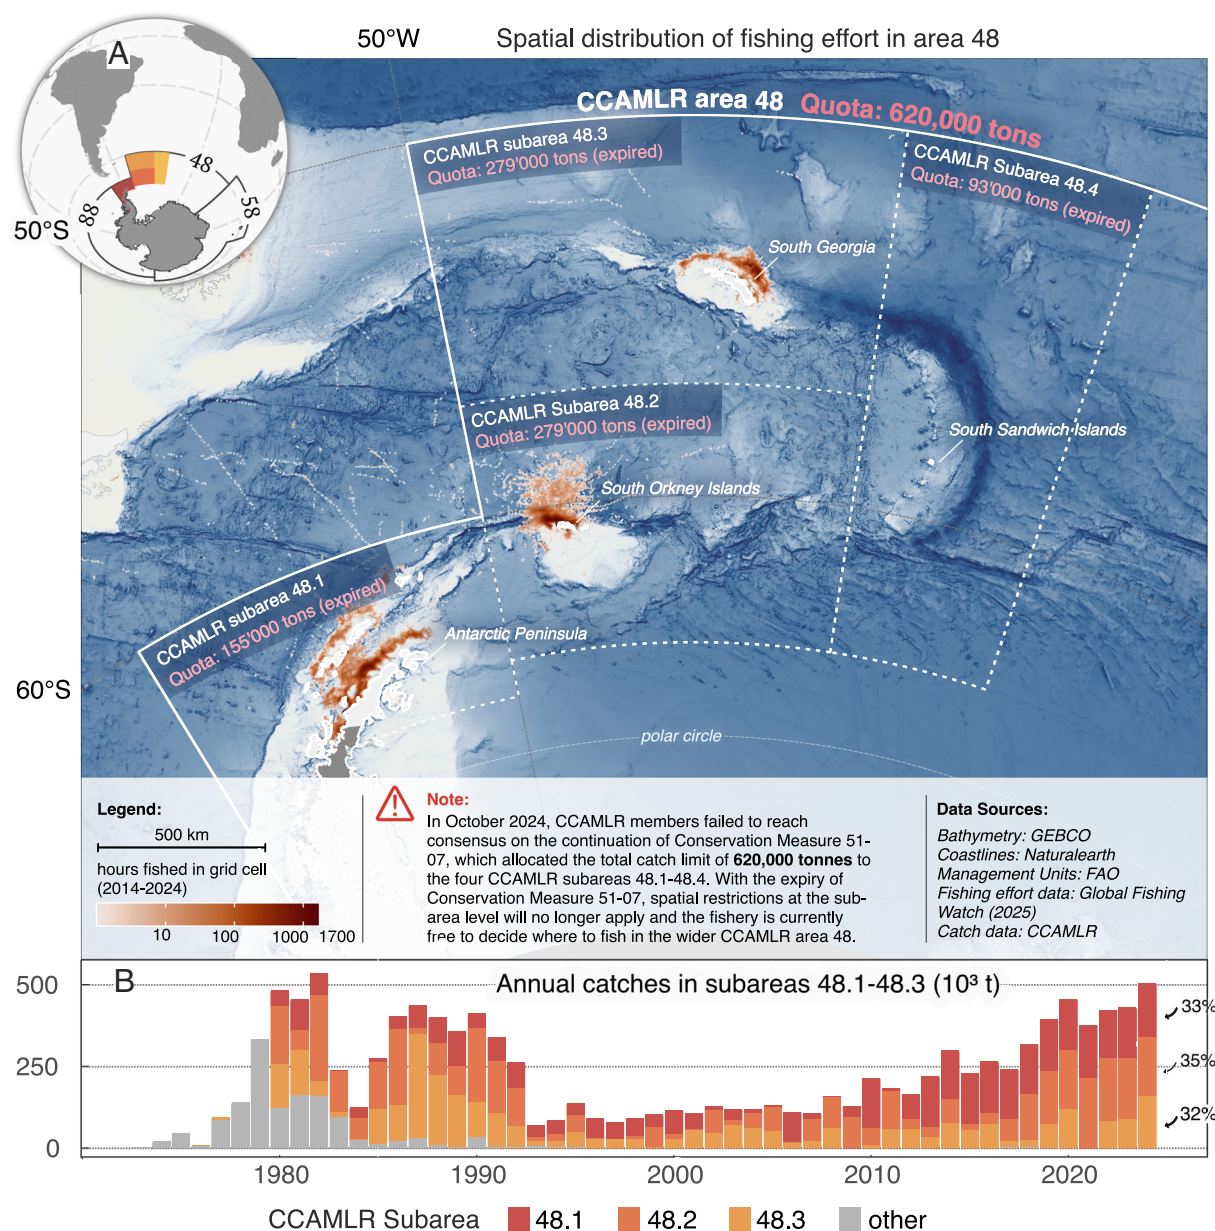 50°W
Spatial distribution of fishing effort in area 48
A
48
58
88
50°S
60°S
CCAMLR area 48 Quota: 620,000 tons
CCAMLR subarea 48.3
Quota: 279'000 tons (expired)
CCAMLR Subarea 48.4
Quota: 93'000 tons (expired)
South Georgia
CCAMLR Subarea 48.2
Quota: 279'000 tons (expired)
South Sandwich Islands
South Orkney Islands
CCAMLR subarea 48.1
Quota: 155'000 tons (expired)
Antarctic Peninsula
polar circle
Legend:
500 km
hours fished in grid cell
(2014-2024)
10 100 1000 1700
Note:
In October 2024, CCAMLR members failed to reach
consensus on the continuation of Conservation Measure 51-
07, which allocated the total catch limit of 620,000 tonnes to
the four CCAMLR subareas 48.1-48.4. With the expiry of
Conservation Measure 51-07, spatial restrictions at the sub-
area level will no longer apply and the fishery is currently
free to decide where to fish in the wider CCAMLR area 48.
Data Sources:
Bathymetry: GEBCO
Coastlines: Naturalearth
Management Units: FAO
Fishing effort data: Global Fishing
Watch (2025)
Catch data: CCAMLR
B
Annual catches in subareas 48.1-48.3 (10³ t)
500
250
0
33%
35%
32%
1980 1990 2000 2010 2020
CCAMLR Subarea 48.1 48.2 48.3 other